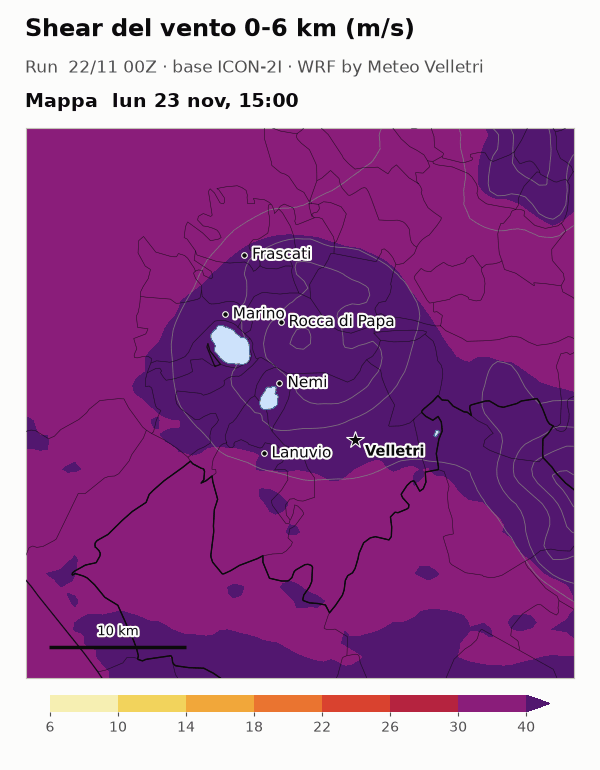 Shear del vento 0-6 km (m/s)
Run  22/11 00Z · base ICON-2I · WRF by Meteo Velletri
Mappa  lun 23 nov, 15:00
Frascati
Marino
Rocca di Papa
Nemi
Lanuvio
Velletri
10 km
6 10 14 18 22 26 30 40